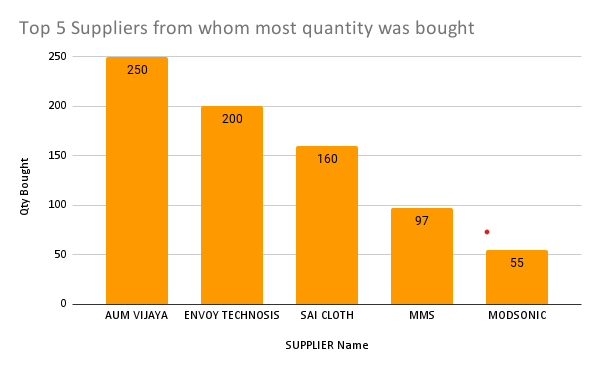 Top 5 Suppliers from whom most quantity was bought
250
200
150
100
50
0
Qty Bought
250
200
160
97
55
AUM VIJAYA
ENVOY TECHNOSIS
SAI CLOTH
MMS
MODSONIC
SUPPLIER Name